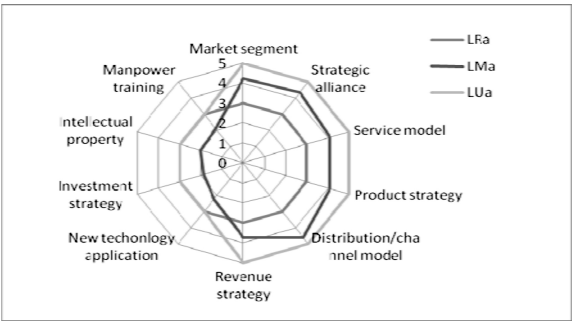 Market segment
5
4
3
2
1
0
Strategic
alliance
Service model
Product strategy
Distribution/cha
nnel model
Revenue
strategy
New techonlogy
application
Investment
strategy
Intellectual
property
Manpower
training
LRa
LMa
LUa